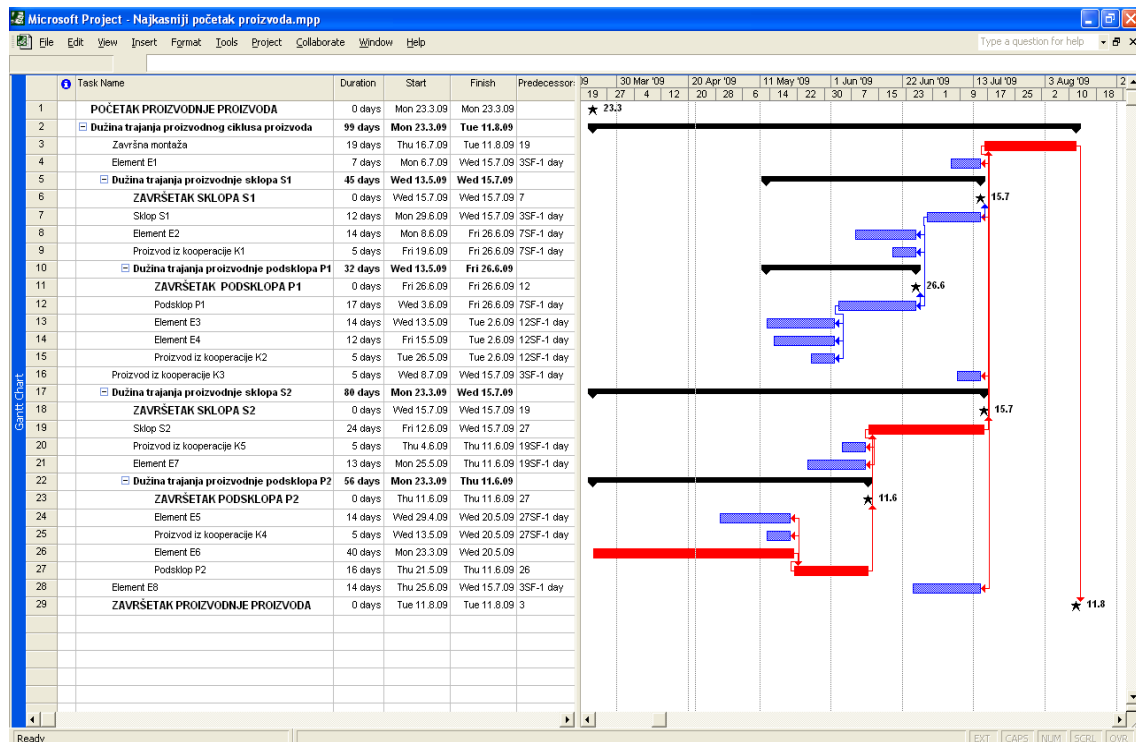 Microsoft Project - Najkasniji početak proizvoda.mpp
File Edit View Insert Format Tools Project Collaborate Window Help Type a question for help
Task Name Duration Start Finish Predecessor: 09 30 Mar '09 20 Apr '09 11 May '09 1 Jun '09 22 Jun '09 13 Jul '09 3 Aug '09 2
19 27 4 12 20 28 6 14 22 30 7 15 23 1 9 17 25 2 10 18
1 POČETAK PROIZVODNJE PROIZVODA 0 days Mon 23.3.09 Mon 23.3.09 23.3
2 Dužina trajanja proizvodnog ciklusa proizvoda 99 days Mon 23.3.09 Tue 11.8.09
3 Završna montaža 19 days Thu 16.7.09 Tue 11.8.09 19
4 Element E1 7 days Mon 6.7.09 Wed 15.7.09 3SF-1 day
5 Dužina trajanja proizvodnje sklopa S1 45 days Wed 13.5.09 Wed 15.7.09
6 ZAVRŠETAK SKLOPA S1 0 days Wed 15.7.09 Wed 15.7.09 7 15.7
7 Sklop S1 12 days Mon 29.6.09 Wed 15.7.09 3SF-1 day
8 Element E2 14 days Mon 8.6.09 Fri 26.6.09 7SF-1 day
9 Proizvod iz kooperacije K1 5 days Fri 19.6.09 Fri 26.6.09 7SF-1 day
10 Dužina trajanja proizvodnje podsklopa P1 32 days Wed 13.5.09 Fri 26.6.09
11 ZAVRŠETAK PODSKLOPA P1 0 days Fri 26.6.09 Fri 26.6.09 12 26.6
12 Podsklop P1 17 days Wed 3.6.09 Fri 26.6.09 7SF-1 day
13 Element E3 14 days Wed 13.5.09 Tue 2.6.09 12SF-1 day
14 Element E4 12 days Fri 15.5.09 Tue 2.6.09 12SF-1 day
15 Proizvod iz kooperacije K2 5 days Tue 26.5.09 Tue 2.6.09 12SF-1 day
16 Proizvod iz kooperacije K3 5 days Wed 8.7.09 Wed 15.7.09 3SF-1 day
17 Dužina trajanja proizvodnje sklopa S2 80 days Mon 23.3.09 Wed 15.7.09
18 ZAVRŠETAK SKLOPA S2 0 days Wed 15.7.09 Wed 15.7.09 19 15.7
19 Sklop S2 24 days Fri 12.6.09 Wed 15.7.09 27
20 Proizvod iz kooperacije K5 5 days Thu 4.6.09 Thu 11.6.09 19SF-1 day
21 Element E7 13 days Mon 25.5.09 Thu 11.6.09 19SF-1 day
22 Dužina trajanja proizvodnje podsklopa P2 56 days Mon 23.3.09 Thu 11.6.09
23 ZAVRŠETAK PODSKLOPA P2 0 days Thu 11.6.09 Thu 11.6.09 27 11.6
24 Element E5 14 days Wed 29.4.09 Wed 20.5.09 27SF-1 day
25 Proizvod iz kooperacije K4 5 days Wed 13.5.09 Wed 20.5.09 27SF-1 day
26 Element E6 40 days Mon 23.3.09 Wed 20.5.09
27 Podsklop P2 16 days Thu 21.5.09 Thu 11.6.09 26
28 Element E8 14 days Thu 25.6.09 Wed 15.7.09 3SF-1 day
29 ZAVRŠETAK PROIZVODNJE PROIZVODA 0 days Tue 11.8.09 Tue 11.8.09 3 11.8
Gantt Chart
Ready EXT CAPS NUM SCRL OVR